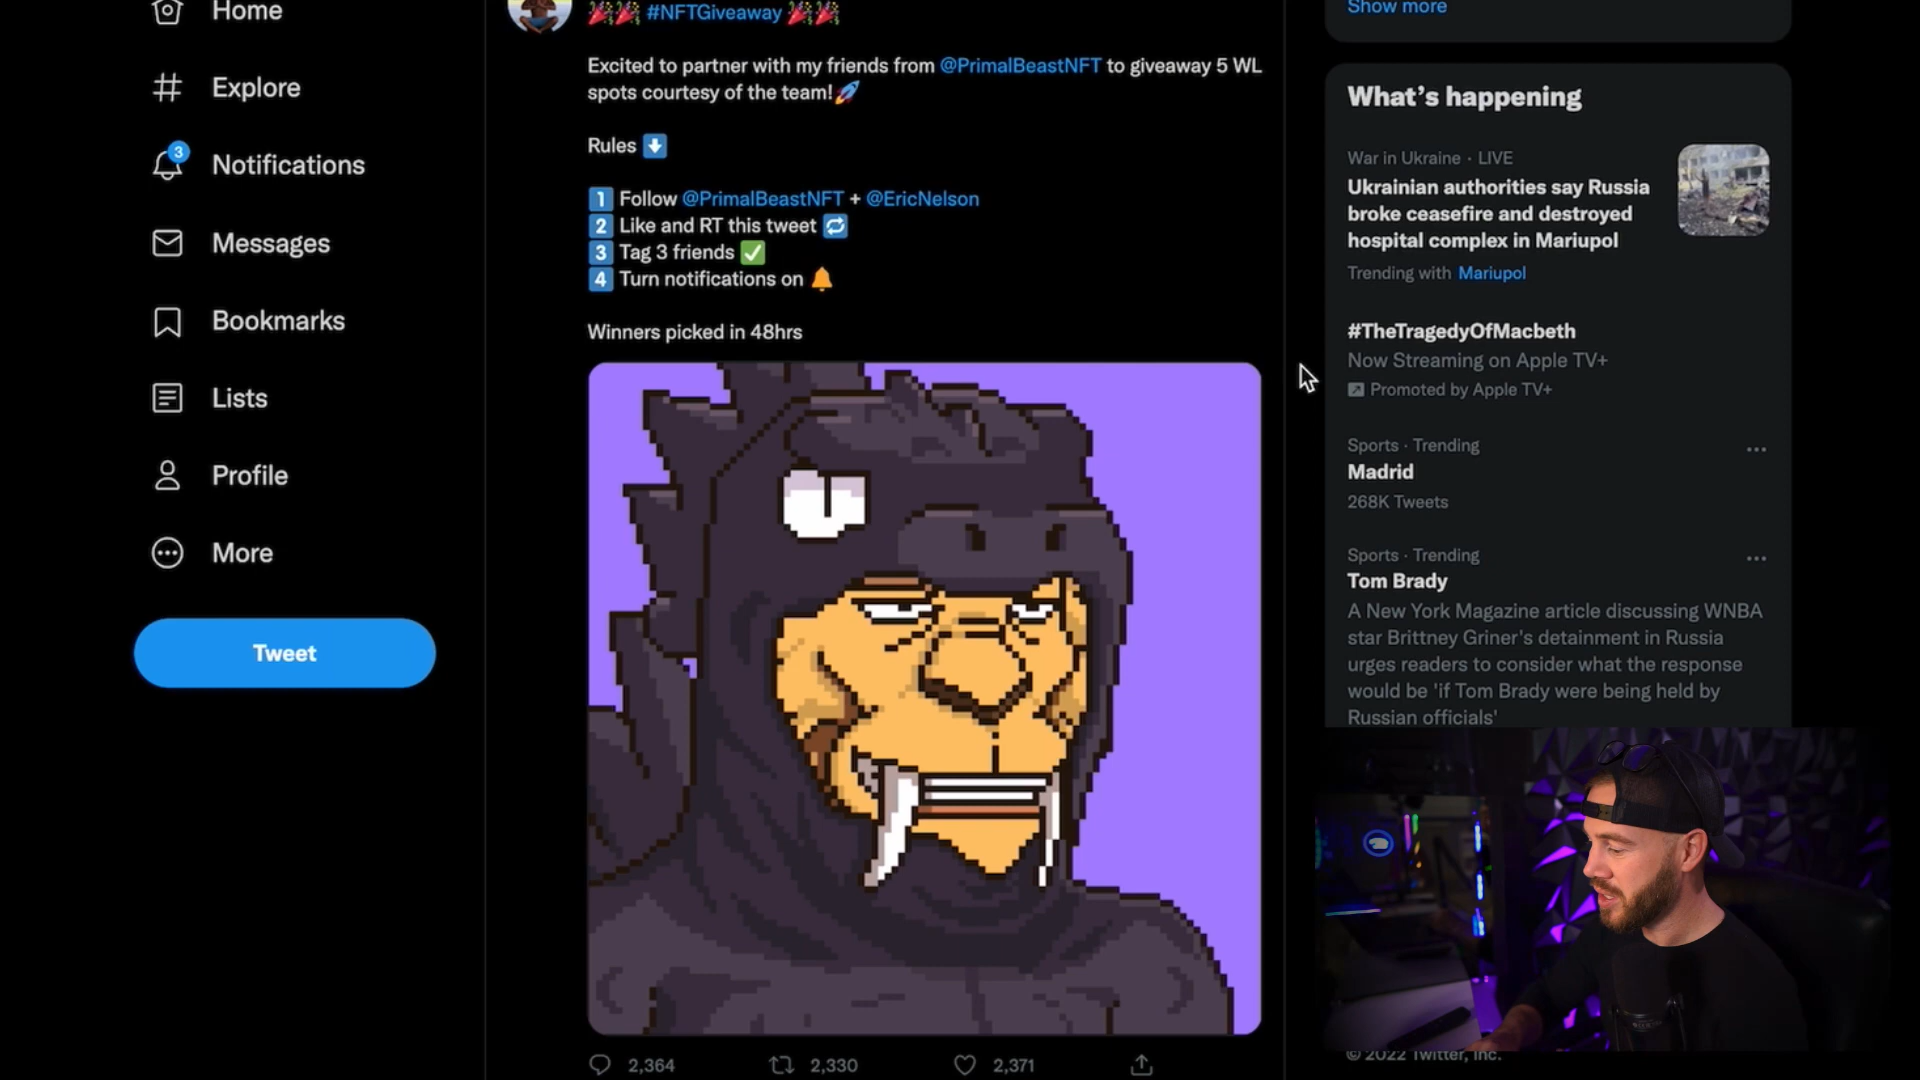 Home
Explore
3
Notifications
Messages
Bookmarks
Lists
Profile
More
Tweet
🎉🎉 #NFTGiveaway 🎉🎉
Excited to partner with my friends from @PrimalBeastNFT to giveaway 5 WL
spots courtesy of the team!🚀
Rules ⬇️
1️⃣ Follow @PrimalBeastNFT + @EricNelson
2️⃣ Like and RT this tweet 🔁
3️⃣ Tag 3 friends ✅
4️⃣ Turn notifications on 🔔
Winners picked in 48hrs
2,364 2,330 2,371
Show more
What's happening
War in Ukraine · LIVE
Ukrainian authorities say Russia
broke ceasefire and destroyed
hospital complex in Mariupol
Trending with Mariupol
#TheTragedyOfMacbeth
Now Streaming on Apple TV+
Promoted by Apple TV+
Sports · Trending
Madrid
268K Tweets
Sports · Trending
Tom Brady
A New York Magazine article discussing WNBA
star Brittney Griner's detainment in Russia
urges readers to consider what the response
would be 'if Tom Brady were being held by
Russian officials'
© 2022 Twitter, Inc.